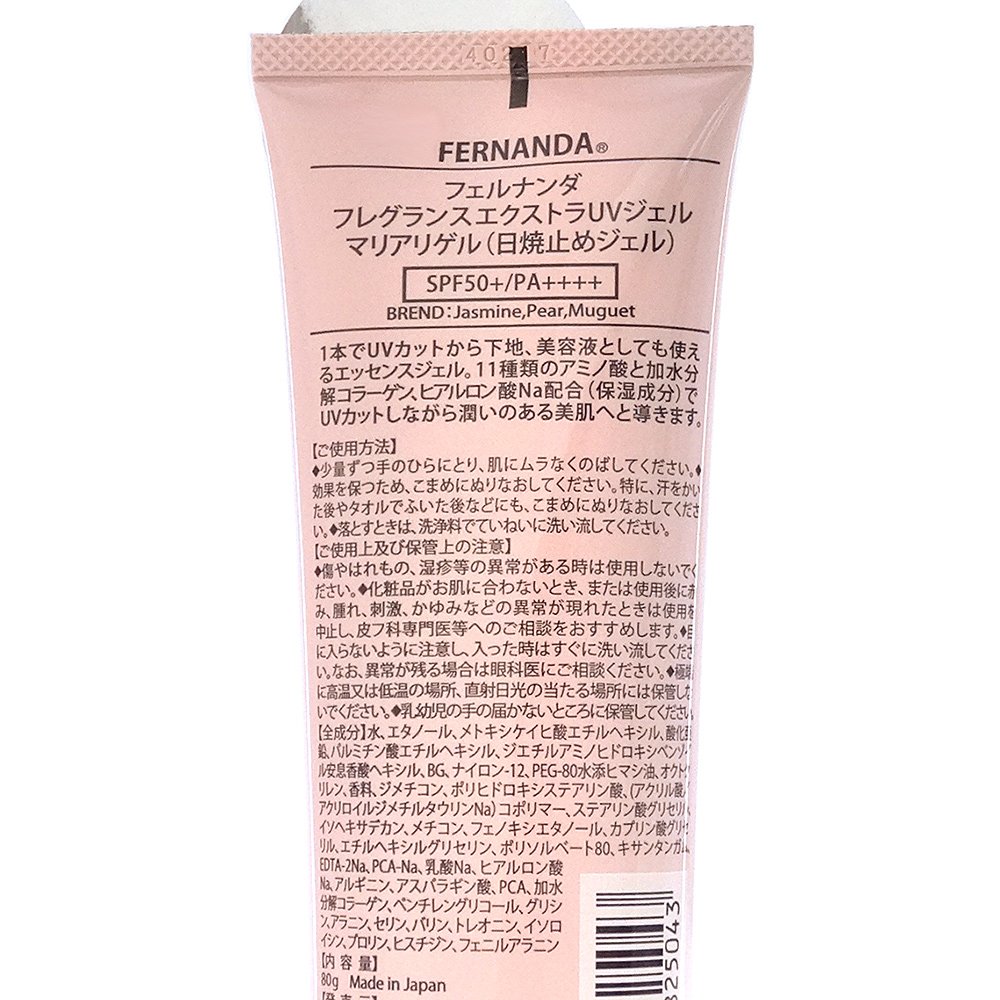 FERNANDA®
フェルナンダ
フレグランスエクストラUVジェル
マリアリゲル(日焼止めジェル)
SPF50+/PA++++
BREND:Jasmine,Pear,Muguet
1本でUVカットから下地、美容液としても使え
るエッセンスジェル。11種類のアミノ酸と加水分
解コラーゲン、ヒアルロン酸Na配合(保湿成分)で
UVカットしながら潤いのある美肌へと導きます。
【ご使用方法】
◆少量ずつ手のひらにとり、肌にムラなくのばしてください。◆
効果を保つため、こまめにぬりなおしてください。特に、汗をかい
た後やタオルでふいた後などにも、こまめにぬりなおしてくださ
い。◆落とすときは、洗浄料でていねいに洗い流してください。
【ご使用上及び保管上の注意】
◆傷やはれもの、湿疹等の異常がある時は使用しないでく
ださい。◆化粧品がお肌に合わないとき、または使用後に赤
み、腫れ、刺激、かゆみなどの異常が現れたときは使用を
中止し、皮フ科専門医等へのご相談をおすすめします。◆目
に入らないように注意し、入った時はすぐに洗い流してくださ
い。なお、異常が残る場合は眼科医にご相談ください。◆極端
に高温又は低温の場所、直射日光の当たる場所には保管しな
いでください。◆乳幼児の手の届かないところに保管してください。
【全成分】水、エタノール、メトキシケイヒ酸エチルヘキシル、酸化亜
鉛、パルミチン酸エチルヘキシル、ジエチルアミノヒドロキシベンゾイ
ル安息香酸ヘキシル、BG、ナイロン-12、PEG-80水添ヒマシ油、オクトク
リレン、香料、ジメチコン、ポリヒドロキシステアリン酸、(アクリル酸/
アクリロイルジメチルタウリンNa)コポリマー、ステアリン酸グリセリル、
イソヘキサデカン、メチコン、フェノキシエタノール、カプリン酸グリセ
リル、エチルヘキシルグリセリン、ポリソルベート80、キサンタンガム、
EDTA-2Na、PCA-Na、乳酸Na、ヒアルロン酸
Na、アルギニン、アスパラギン酸、PCA、加水
分解コラーゲン、ペンチレングリコール、グリシ
ン、アラニン、セリン、バリン、トレオニン、イソロ
イシン、プロリン、ヒスチジン、フェニルアラニン
【内容量】
80g Made in Japan
825043